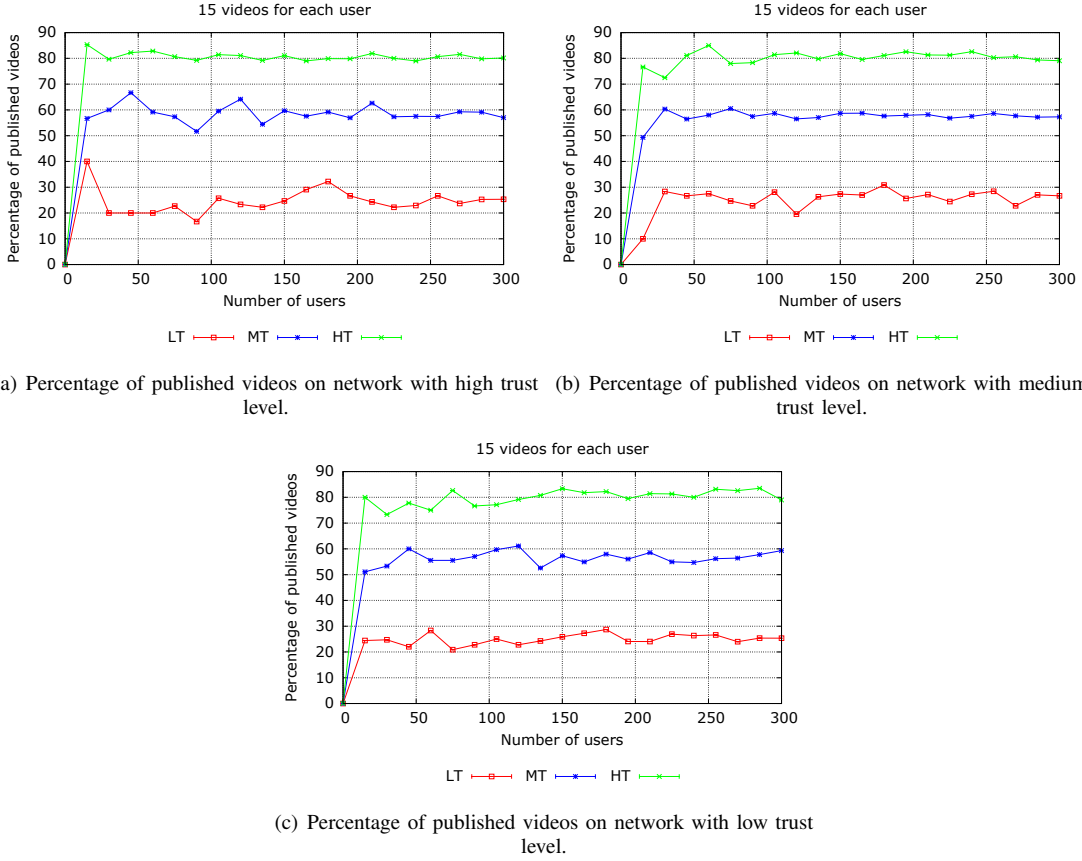 15 videos for each user
Percentage of published videos
90
80
70
60
50
40
30
20
10
0
0 50 100 150 200 250 300
Number of users
LT MT HT
a) Percentage of published videos on network with high trust
level.
15 videos for each user
Percentage of published videos
90
80
70
60
50
40
30
20
10
0
0 50 100 150 200 250 300
Number of users
LT MT HT
(b) Percentage of published videos on network with medium
trust level.
15 videos for each user
Percentage of published videos
90
80
70
60
50
40
30
20
10
0
0 50 100 150 200 250 300
Number of users
LT MT HT
(c) Percentage of published videos on network with low trust
level.